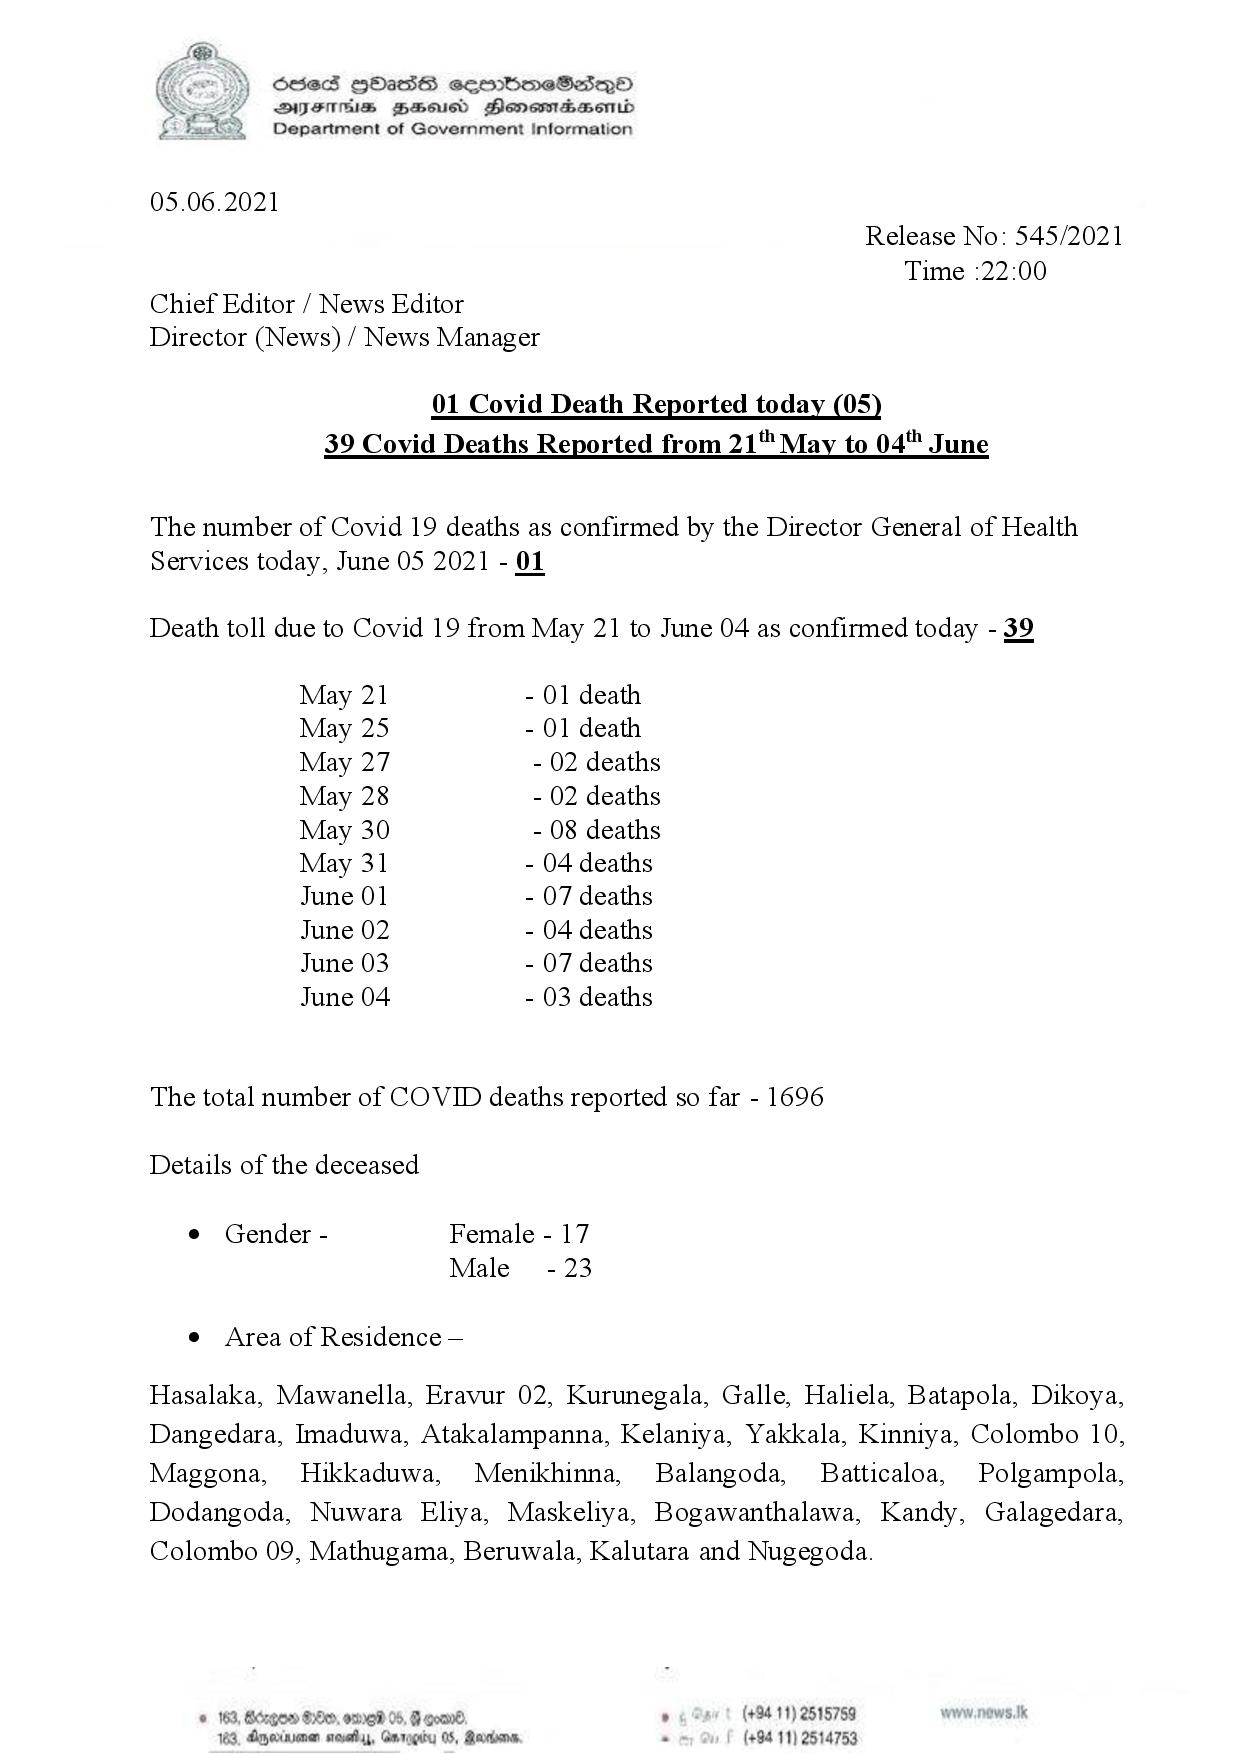 රජයේ ප්‍රවෘත්ති දෙපාර්තමේන්තුව
அரசாங்க தகவல் திணைக்களம்
Department of Government Information
05.06.2021
Release No: 545/2021
Time :22:00
Chief Editor / News Editor
Director (News) / News Manager
01 Covid Death Reported today (05)
39 Covid Deaths Reported from 21th May to 04th June
The number of Covid 19 deaths as confirmed by the Director General of Health
Services today, June 05 2021 - 01
Death toll due to Covid 19 from May 21 to June 04 as confirmed today - 39
May 21 - 01 death
May 25 - 01 death
May 27 - 02 deaths
May 28 - 02 deaths
May 30 - 08 deaths
May 31 - 04 deaths
June 01 - 07 deaths
June 02 - 04 deaths
June 03 - 07 deaths
June 04 - 03 deaths
The total number of COVID deaths reported so far - 1696
Details of the deceased
• Gender - Female - 17
Male - 23
• Area of Residence –
Hasalaka, Mawanella, Eravur 02, Kurunegala, Galle, Haliela, Batapola, Dikoya,
Dangedara, Imaduwa, Atakalampanna, Kelaniya, Yakkala, Kinniya, Colombo 10,
Maggona, Hikkaduwa, Menikhinna, Balangoda, Batticaloa, Polgampola,
Dodangoda, Nuwara Eliya, Maskeliya, Bogawanthalawa, Kandy, Galagedara,
Colombo 09, Mathugama, Beruwala, Kalutara and Nugegoda.
163, කිරුලපන මාවත, කොළඹ 05, ශ්‍රී ලංකාව.
163, கிருலப்பனை எவனியூ, கொழும்பு 05, இலங்கை.
(+94 11) 2515759
(+94 11) 2514753
www.news.lk